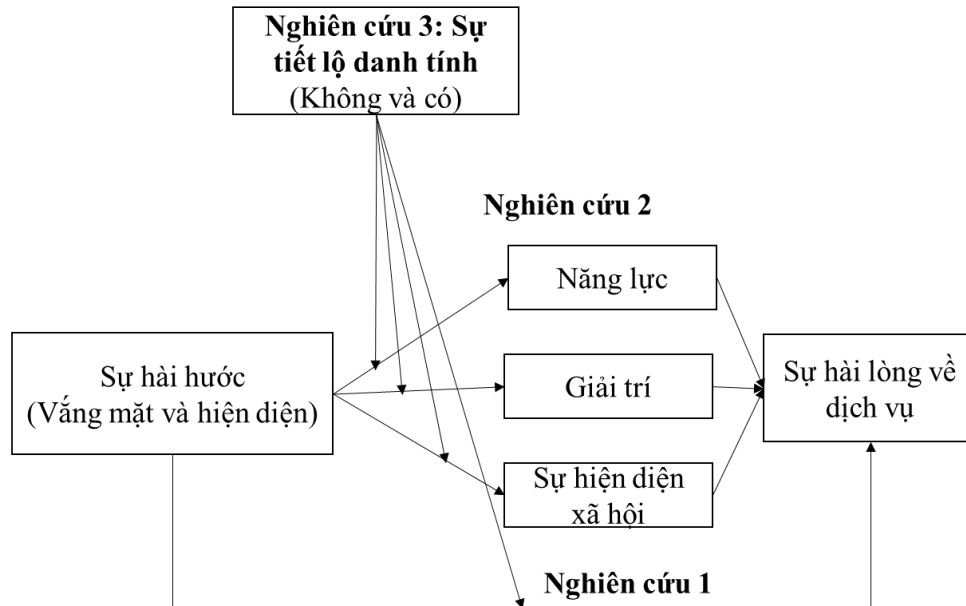 Nghiên cứu 3: Sự
tiết lộ danh tính
(Không và có)
Nghiên cứu 2
Năng lực
Sự hài hước
(Vắng mặt và hiện diện)
Giải trí
Sự hài lòng về
dịch vụ
Sự hiện diện
xã hội
Nghiên cứu 1